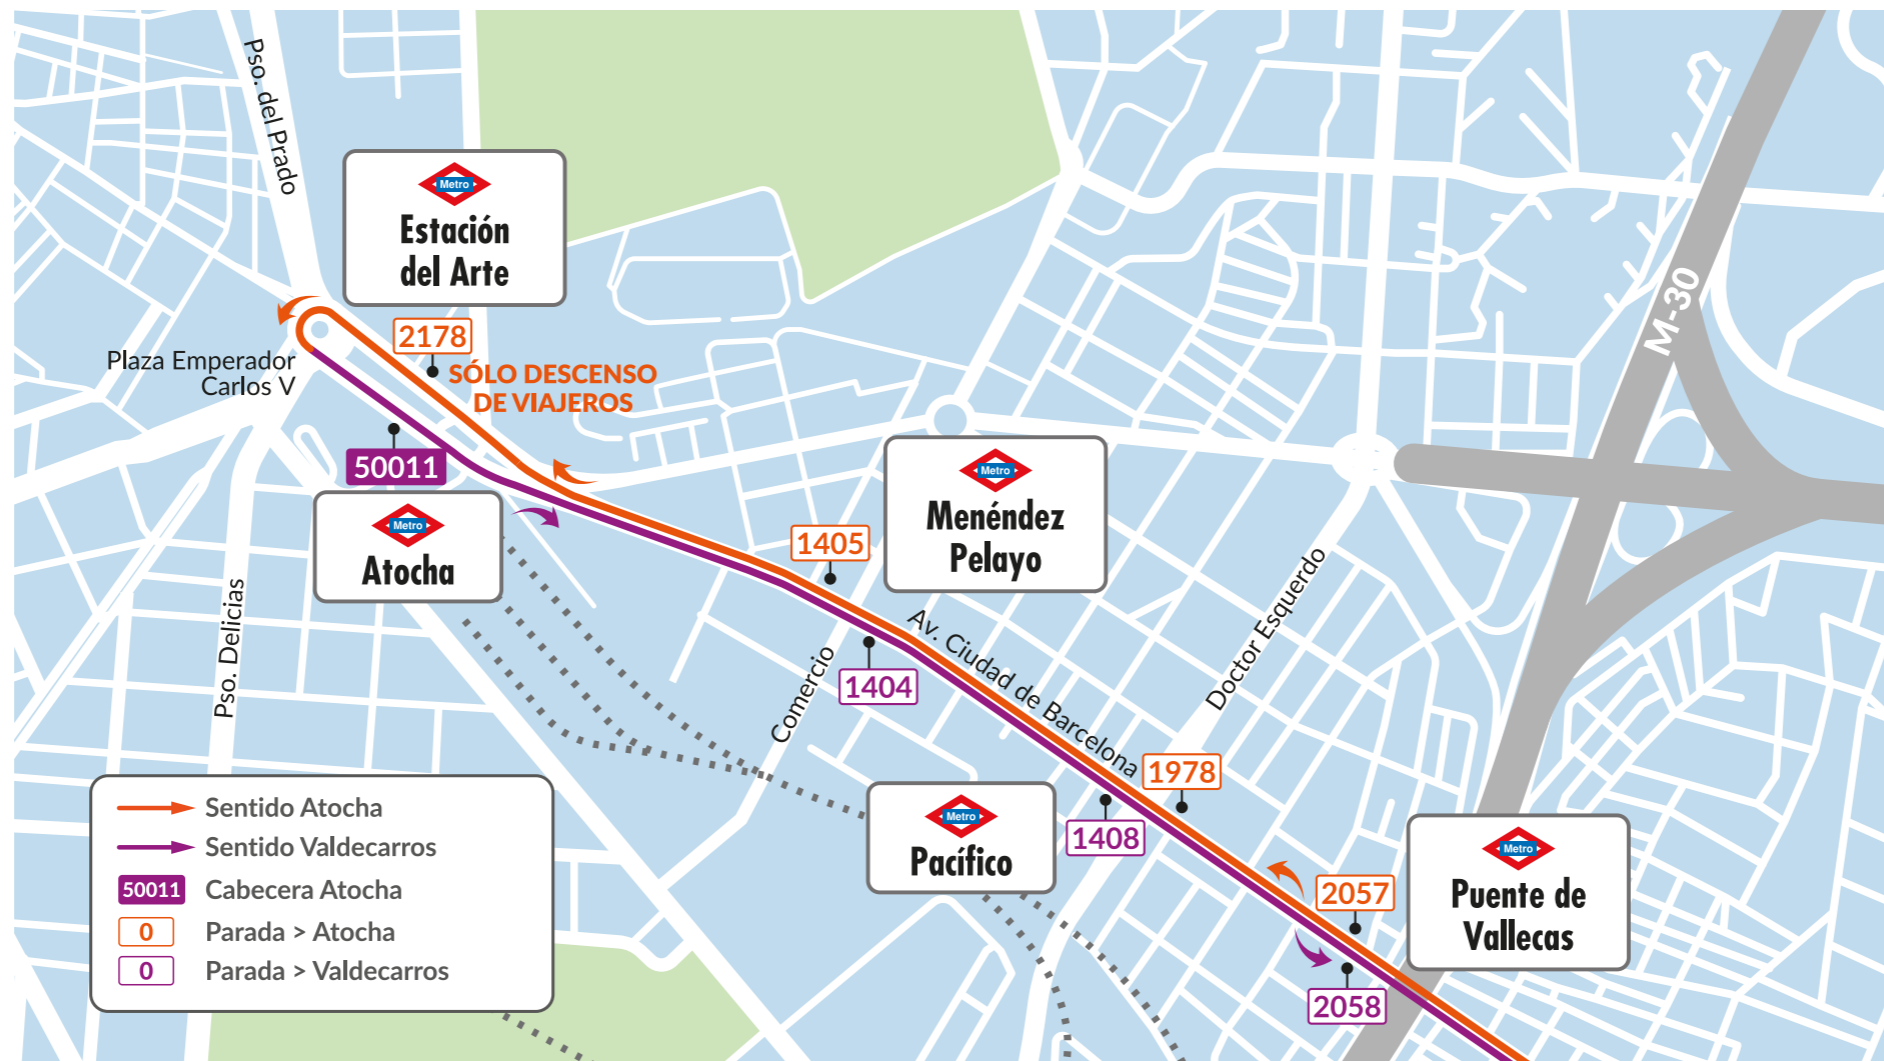 Pso. del Prado
Metro
Estación
del Arte
2178
SÓLO DESCENSO
DE VIAJEROS
Plaza Emperador
Carlos V
50011
Metro
Atocha
Pso. Delicias
M-30
Metro
Menéndez
Pelayo
1405
1404
Comercio
Av. Ciudad de Barcelona
Doctor Esquerdo
1978
1408
Metro
Pacífico
2057
2058
Metro
Puente de
Vallecas
Sentido Atocha
Sentido Valdecarros
50011 Cabecera Atocha
0 Parada > Atocha
0 Parada > Valdecarros